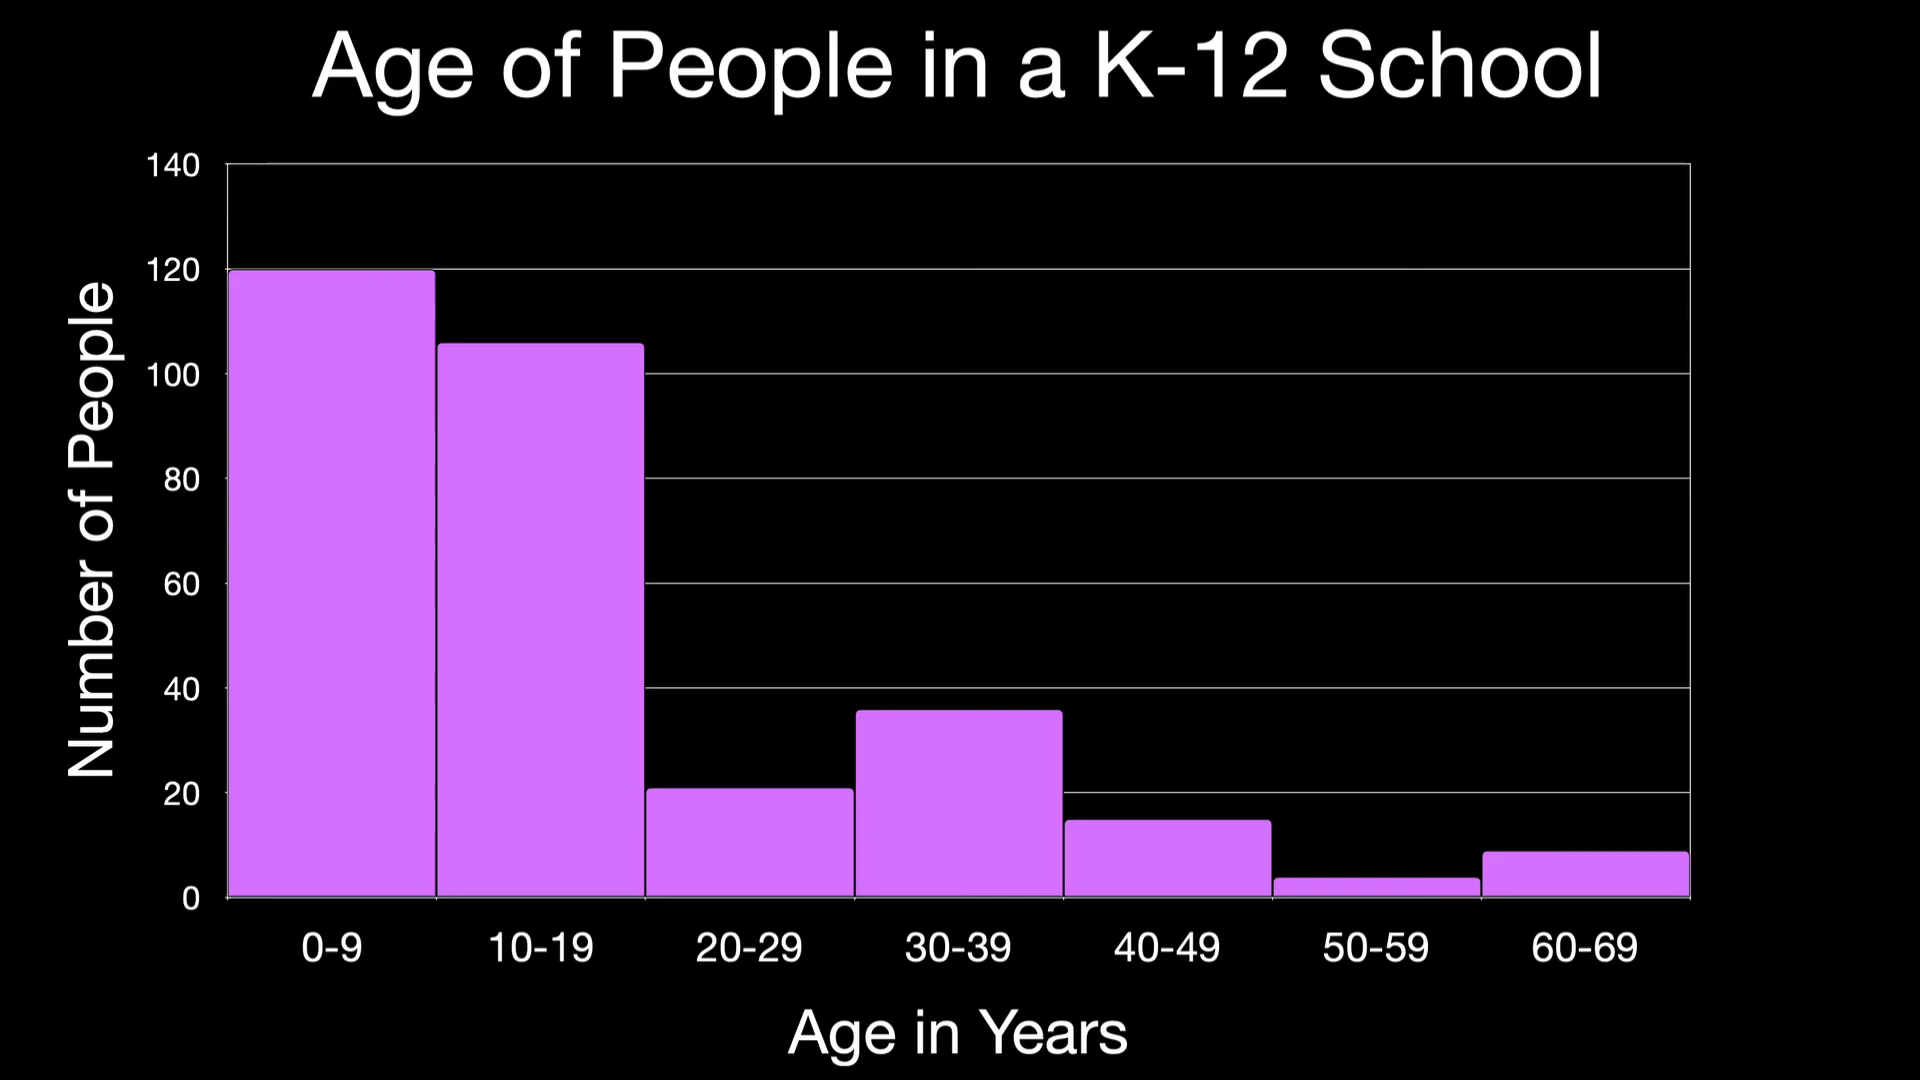 Age of People in a K-12 School
Number of People
140
120
100
80
60
40
20
0
0-9 10-19 20-29 30-39 40-49 50-59 60-69
Age in Years